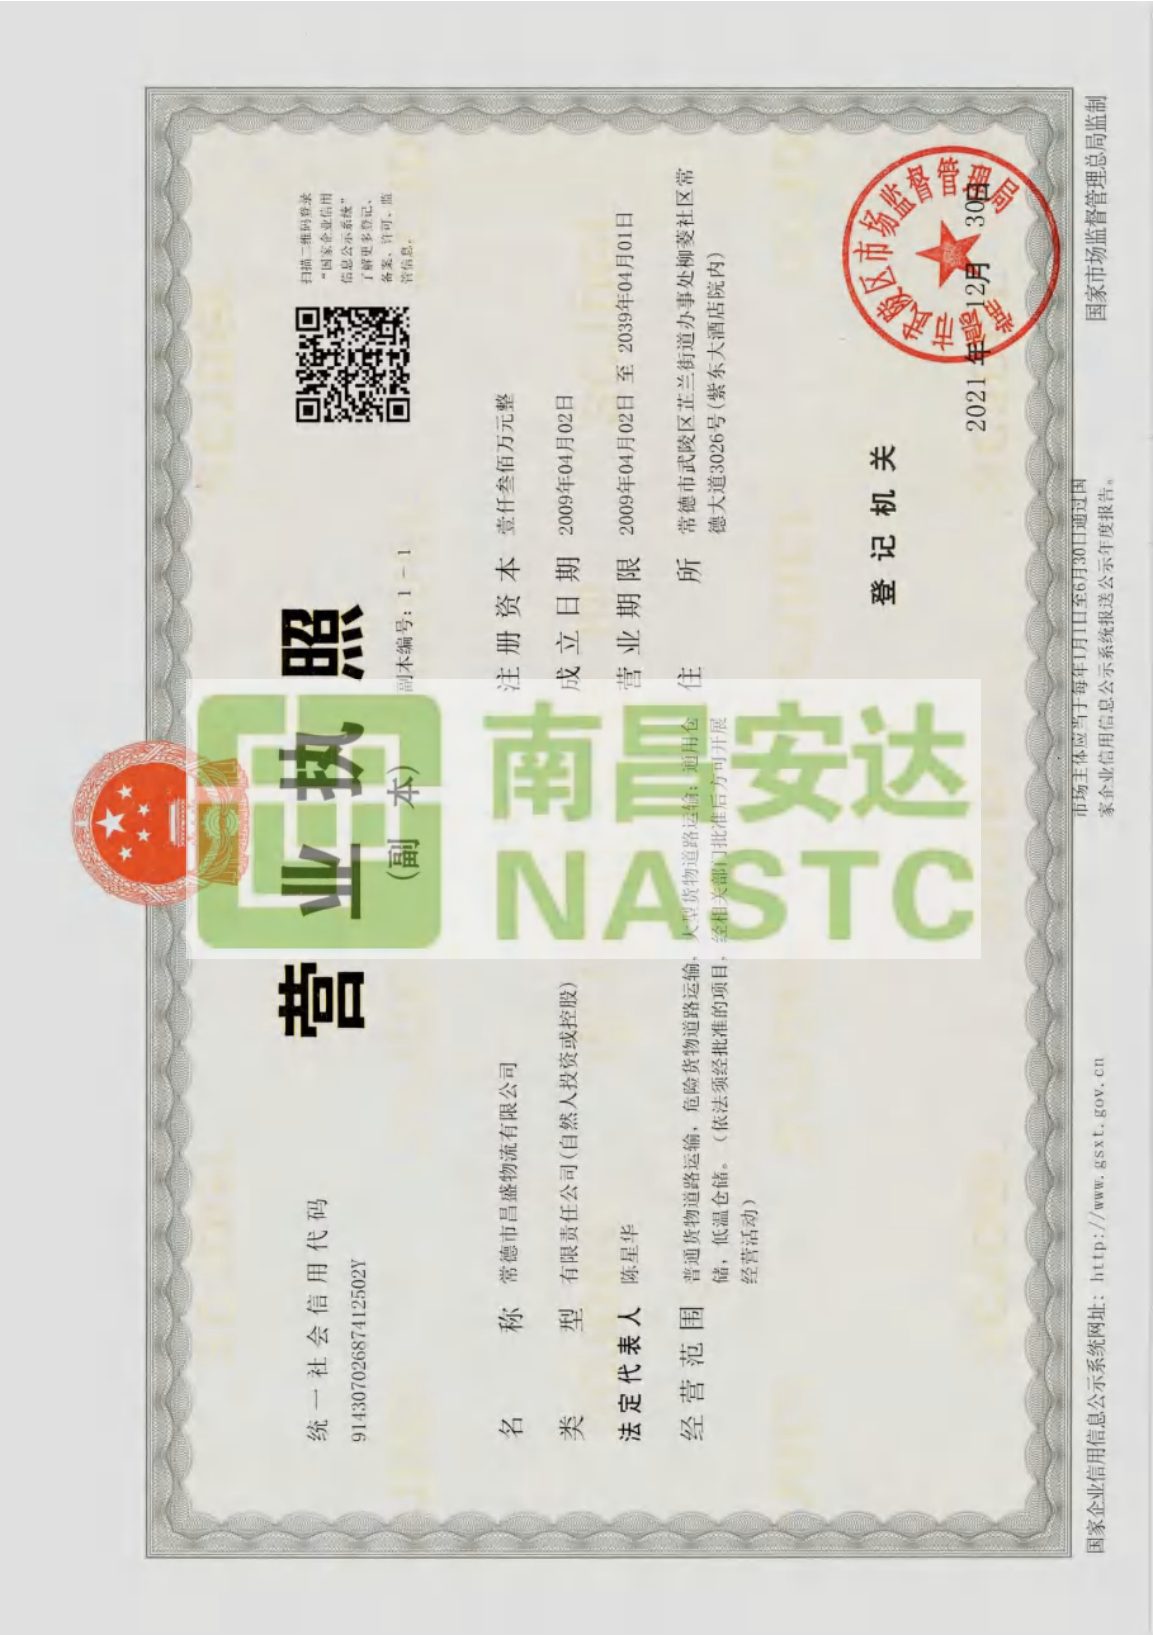 营业执照
(副 本)
副本编号: 1-1
统一社会信用代码
91430702687412502Y
扫描二维码登录
“国家企业信用
信息公示系统”
了解更多登记、
备案、许可、监
管信息。
名 称 常德市昌盛物流有限公司
类 型 有限责任公司(自然人投资或控股)
法定代表人 陈星华
经营范围 普通货物道路运输、危险货物道路运输、大型货物道路运输;通用仓
储,低温仓储。(依法须经批准的项目,经相关部门批准后方可开展
经营活动)
注册资本 壹仟叁佰万元整
成立日期 2009年04月02日
营业期限 2009年04月02日 至 2039年04月01日
住 所 常德市武陵区芷兰街道办事处柳菱社区常
德大道3026号(紫东大酒店院内)
南昌安达
NASTC
登记机关
常德市武陵区市场监督管理局
2021年12月30日
国家企业信用信息公示系统网址: http://www.gsxt.gov.cn
市场主体应当于每年1月1日至6月30日通过国
家企业信用信息公示系统报送公示年度报告。
国家市场监督管理总局监制